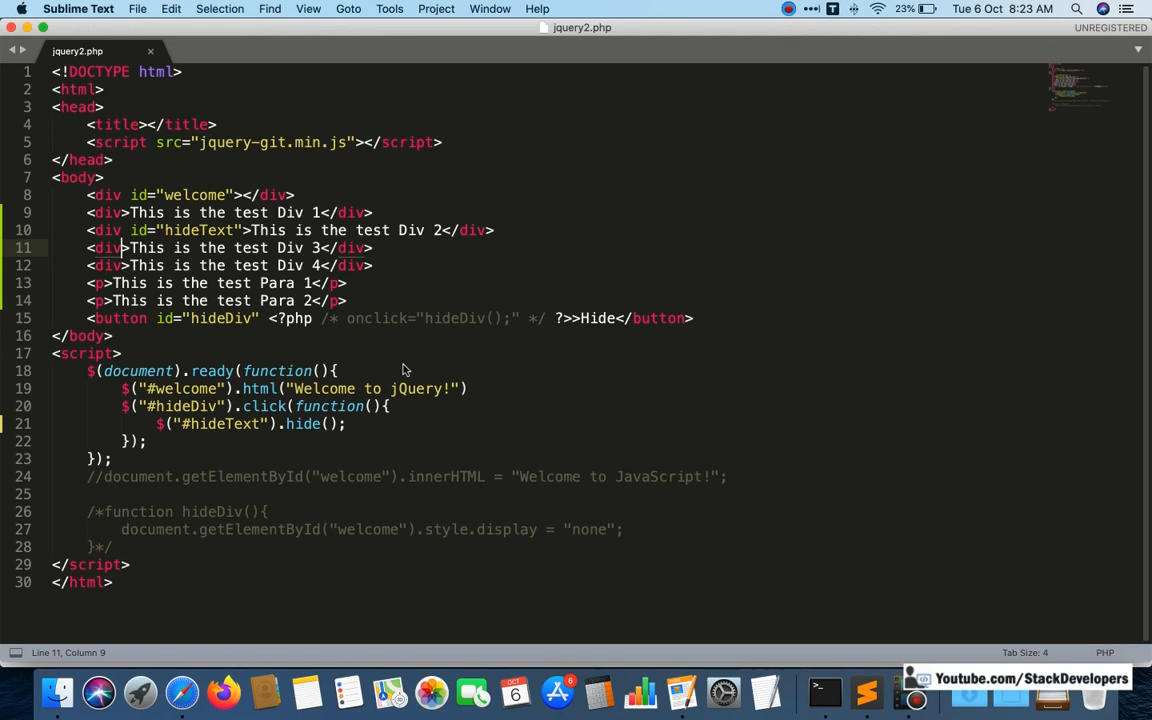 Sublime Text File Edit Selection Find View Goto Tools Project Window Help 23% Tue 6 Oct 8:23 AM
jquery2.php UNREGISTERED
jquery2.php ×
1 <!DOCTYPE html>
2 <html>
3 <head>
4 <title></title>
5 <script src="jquery-git.min.js"></script>
6 </head>
7 <body>
8 <div id="welcome"></div>
9 <div>This is the test Div 1</div>
10 <div id="hideText">This is the test Div 2</div>
11 <div>This is the test Div 3</div>
12 <div>This is the test Div 4</div>
13 <p>This is the test Para 1</p>
14 <p>This is the test Para 2</p>
15 <button id="hideDiv" <?php /* onclick="hideDiv();" */ ?>>Hide</button>
16 </body>
17 <script>
18 $(document).ready(function(){
19 $("#welcome").html("Welcome to jQuery!")
20 $("#hideDiv").click(function(){
21 $("#hideText").hide();
22 });
23 });
24 //document.getElementById("welcome").innerHTML = "Welcome to JavaScript!";
25
26 /*function hideDiv(){
27 document.getElementById("welcome").style.display = "none";
28 }*/
29 </script>
30 </html>
Line 11, Column 9 Tab Size: 4 PHP
Youtube.com/StackDevelopers
OCT
6
6